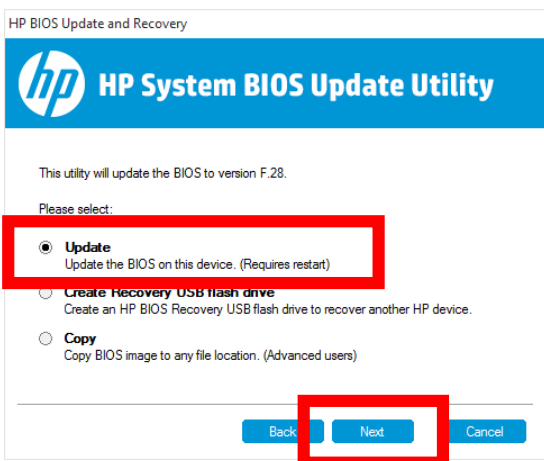 HP BIOS Update and Recovery
hp HP System BIOS Update Utility
This utility will update the BIOS to version F.28.
Please select:
Update
Update the BIOS on this device. (Requires restart)
Create Recovery USB flash drive
Create an HP BIOS Recovery USB flash drive to recover another HP device.
Copy
Copy BIOS image to any file location. (Advanced users)
Back Next Cancel